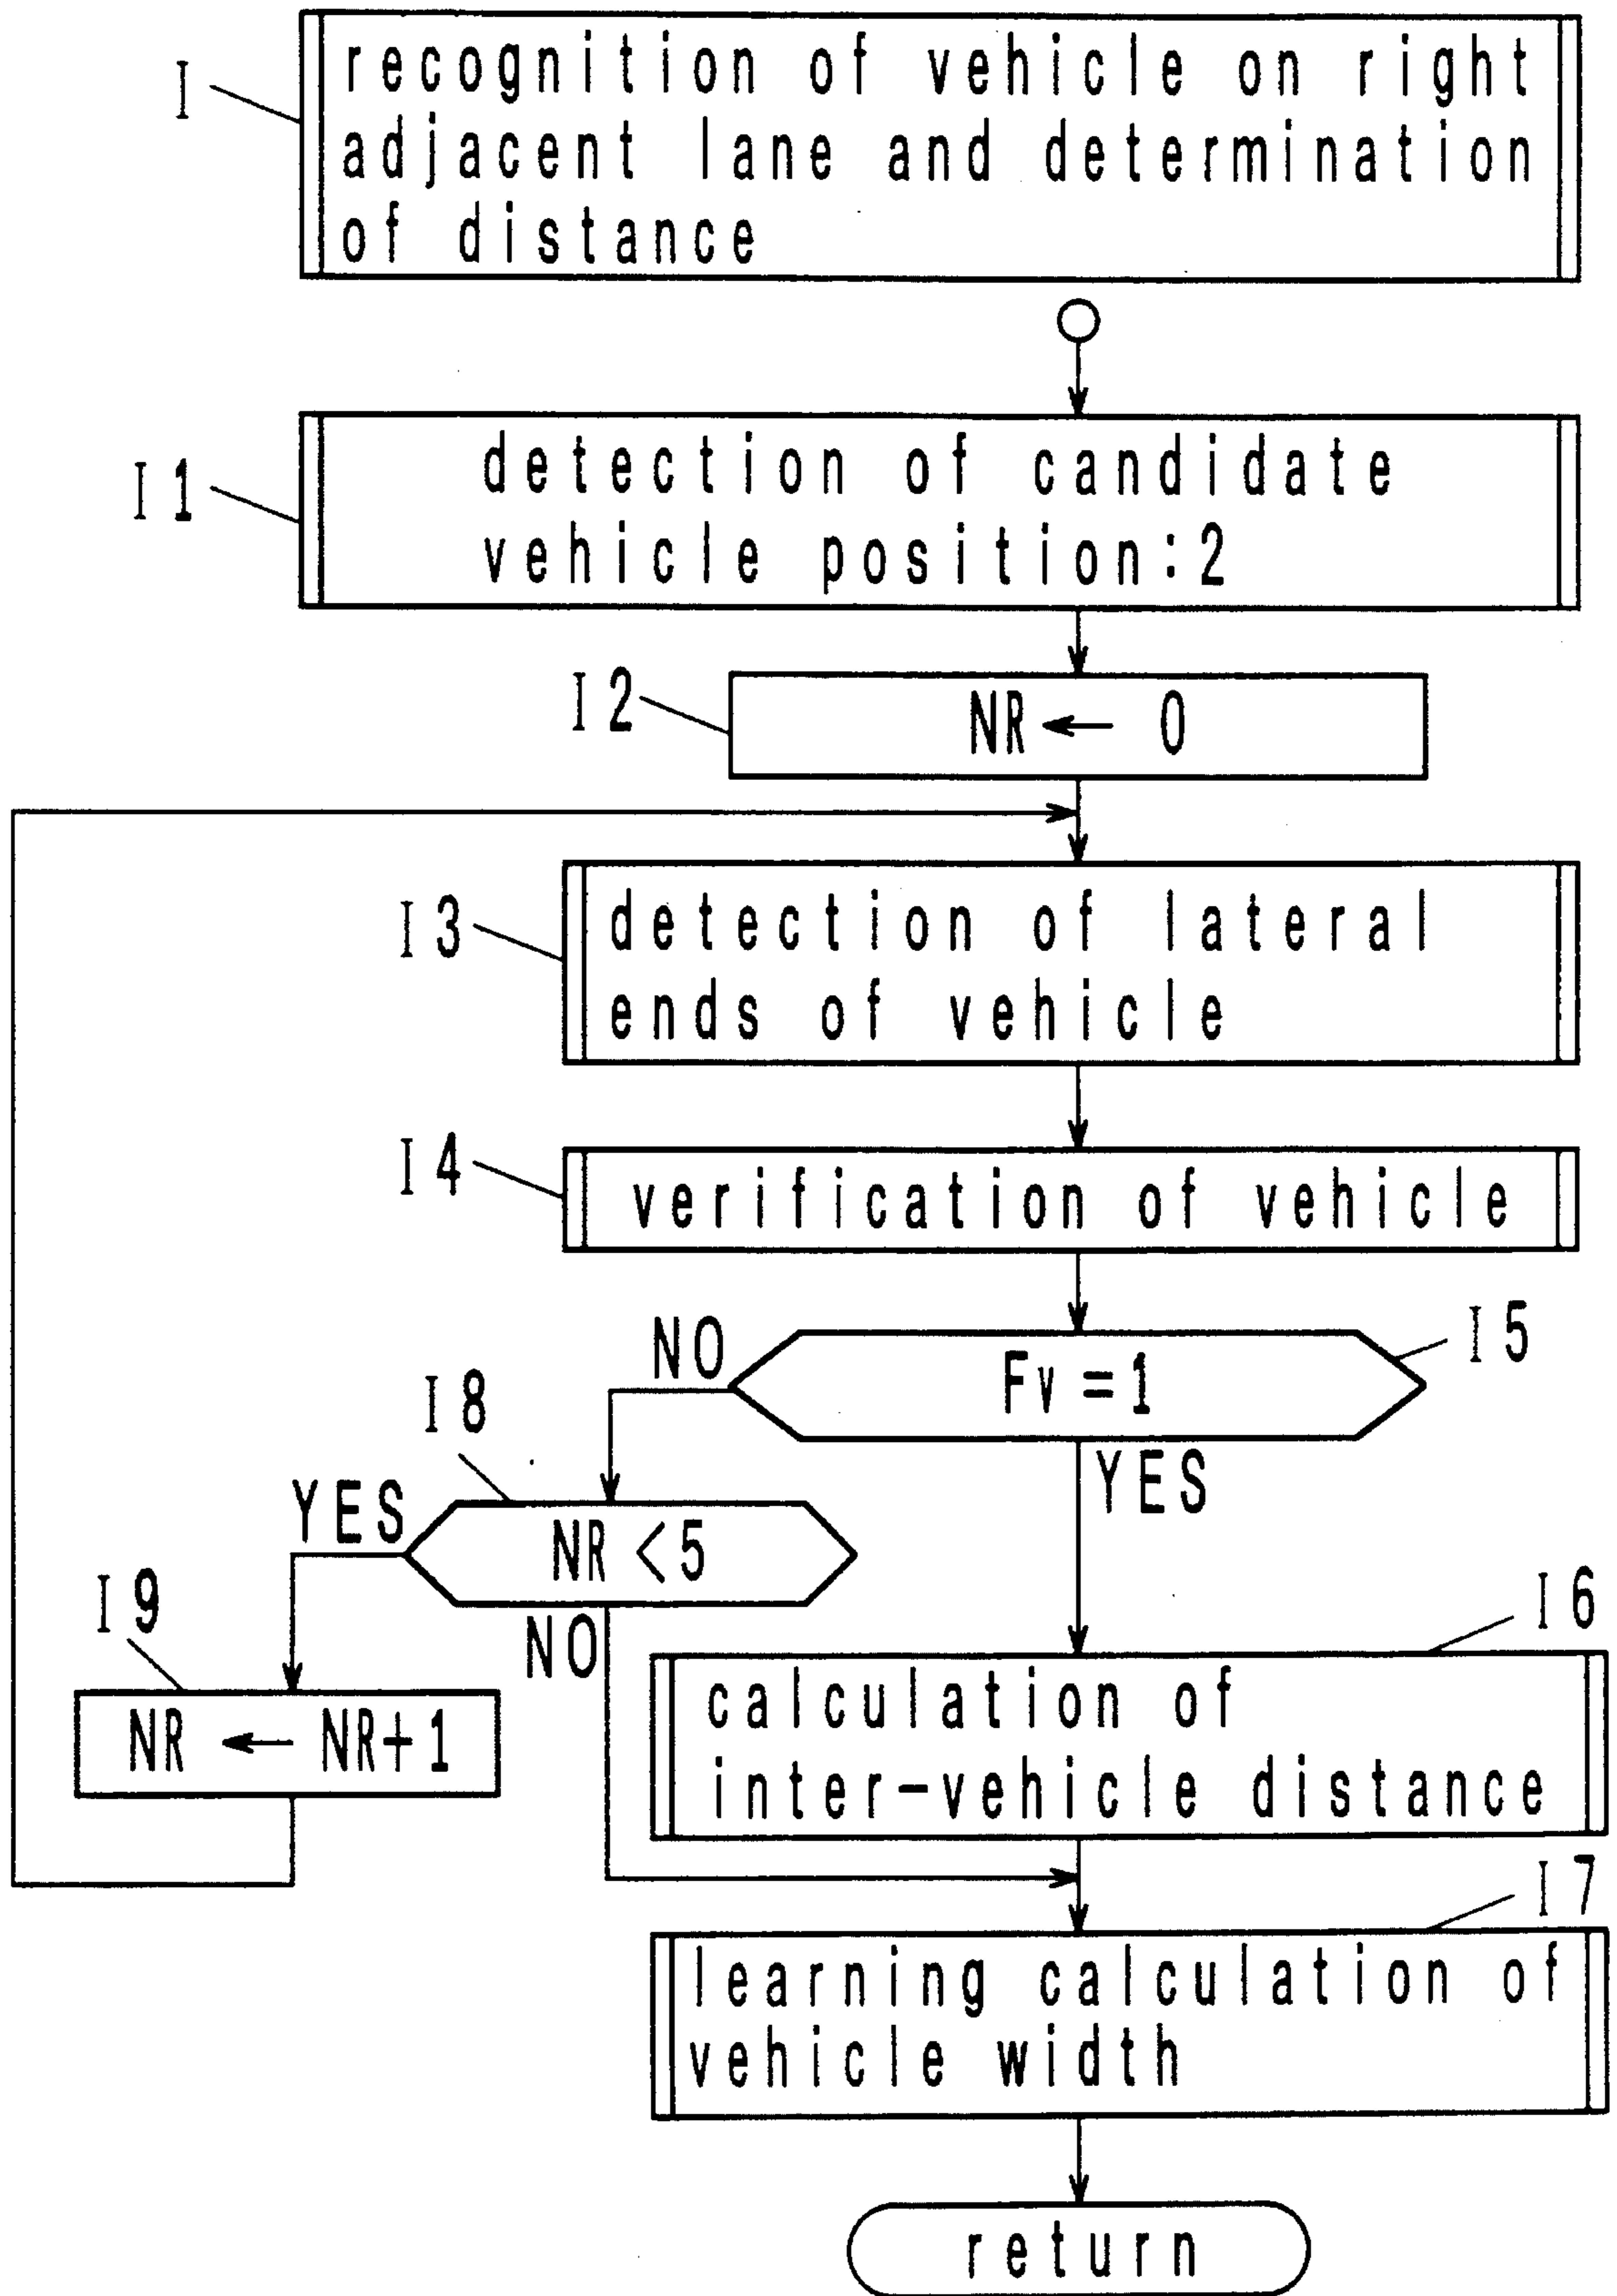 I
recognition of vehicle on right
adjacent lane and determination
of distance
I1
detection of candidate
vehicle position:2
I2
NR ← 0
I3
detection of lateral
ends of vehicle
I4
verification of vehicle
I5
NO
Fv=1
YES
I8
YES
NR <5
NO
I9
NR ← NR+1
I6
calculation of
inter-vehicle distance
I7
learning calculation of
vehicle width
return